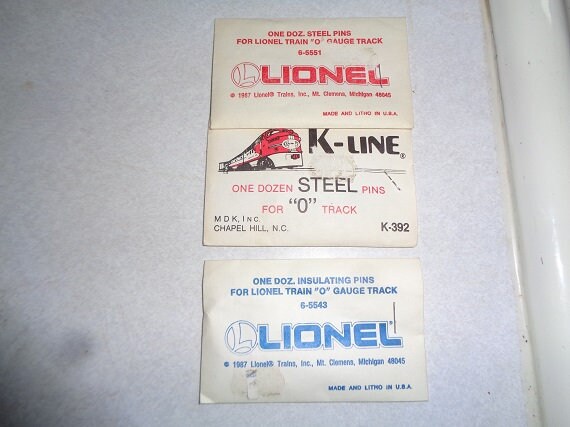 ONE DOZ. STEEL PINS
FOR LIONEL TRAIN "O" GAUGE TRACK
6-5551
L LIONEL
© 1987 Lionel® Trains, Inc., Mt. Clemens, Michigan 48045
MADE AND LITHO IN U.S.A.
K-LINE®
ONE DOZEN STEEL PINS
FOR "O" TRACK
MDK, INC.
CHAPEL HILL, N.C.
K-392
ONE DOZ. INSULATING PINS
FOR LIONEL TRAIN "O" GAUGE TRACK
6-5543
L LIONEL®
© 1987 Lionel® Trains, Inc., Mt. Clemens, Michigan 48045
MADE AND LITHO IN U.S.A.